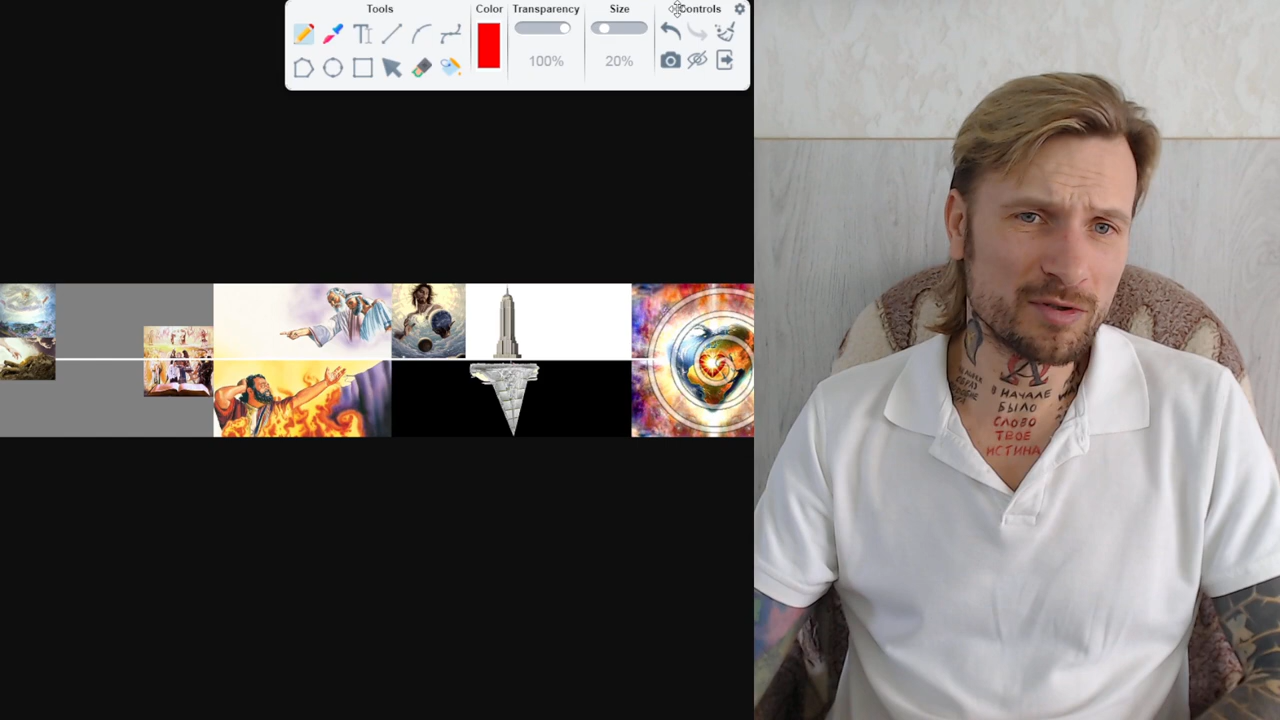 Tools
Color
Transparency
Size
Controls
100%
20%
В НАЧАЛЕ
БЫЛО
СЛОВО
ТВОЕ
ИСТИНА